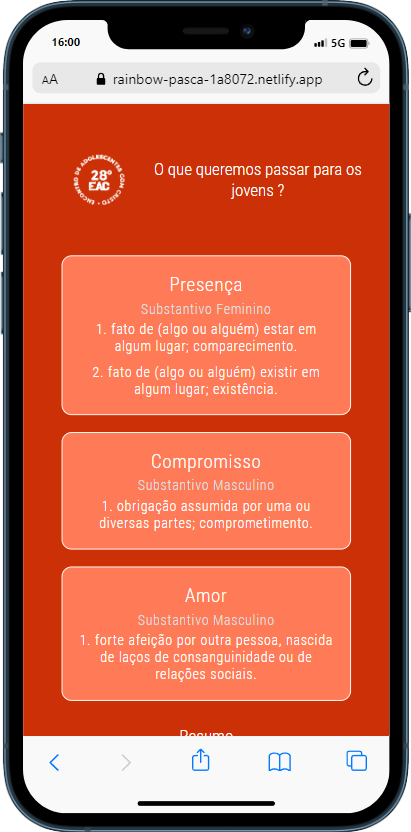 16:00
5G
AA
rainbow-pasca-1a8072.netlify.app
ENCONTRO DE ADOLESCENTES COM CRISTO
28º
EAC
O que queremos passar para os
jovens ?
Presença
Substantivo Feminino
1. fato de (algo ou alguém) estar em
algum lugar; comparecimento.
2. fato de (algo ou alguém) existir em
algum lugar; existência.
Compromisso
Substantivo Masculino
1. obrigação assumida por uma ou
diversas partes; comprometimento.
Amor
Substantivo Masculino
1. forte afeição por outra pessoa, nascida
de laços de consanguinidade ou de
relações sociais.
Resumo